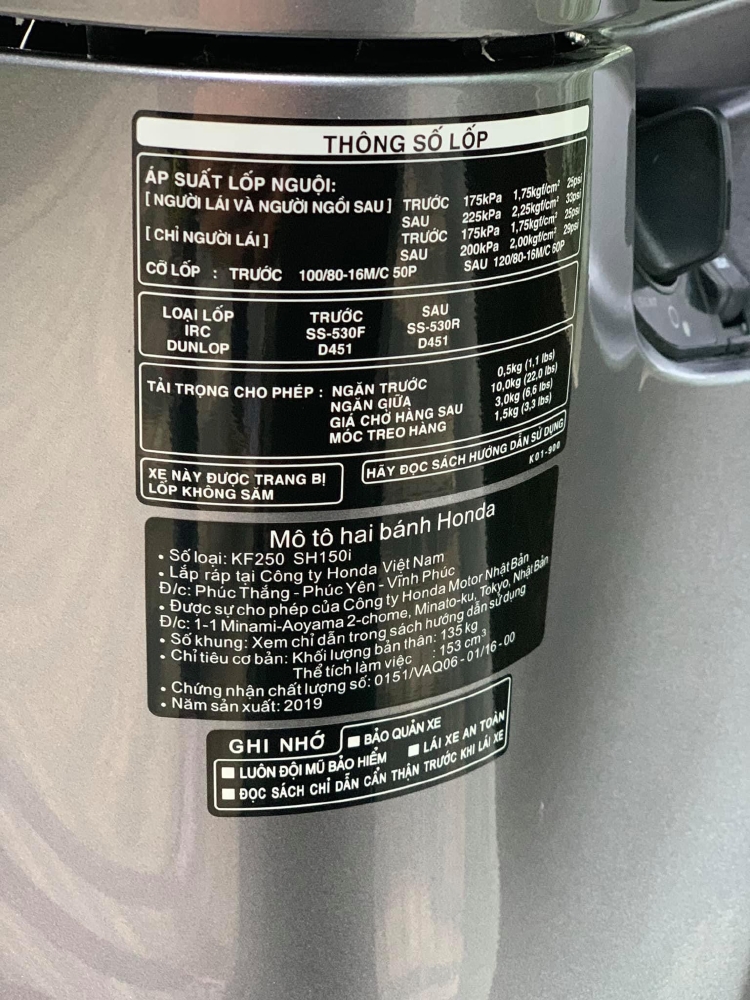 THÔNG SỐ LỐP
ÁP SUẤT LỐP NGUỘI:
[ NGƯỜI LÁI VÀ NGƯỜI NGỒI SAU ] TRƯỚC 175kPa 1,75kgf/cm² 25psi
SAU 225kPa 2,25kgf/cm² 33psi
[ CHỈ NGƯỜI LÁI ] TRƯỚC 175kPa 1,75kgf/cm² 25psi
SAU 200kPa 2,00kgf/cm² 29psi
CỠ LỐP : TRƯỚC 100/80-16M/C 50P SAU 120/80-16M/C 60P
LOẠI LỐP TRƯỚC SAU
IRC SS-530F SS-530R
DUNLOP D451 D451
TẢI TRỌNG CHO PHÉP : NGĂN TRƯỚC 0,5kg (1,1 lbs)
NGĂN GIỮA 10,0kg (22,0 lbs)
GIÁ CHỞ HÀNG SAU 3,0kg (6,6 lbs)
MÓC TREO HÀNG 1,5kg (3,3 lbs)
XE NÀY ĐƯỢC TRANG BỊ
LỐP KHÔNG SĂM
HÃY ĐỌC SÁCH HƯỚNG DẪN SỬ DỤNG
K01-900
Mô tô hai bánh Honda
• Số loại: KF250 SH150i
• Lắp ráp tại Công ty Honda Việt Nam
Đ/c: Phúc Thắng - Phúc Yên - Vĩnh Phúc
• Được sự cho phép của Công ty Honda Motor Nhật Bản
Đ/c: 1-1 Minami-Aoyama 2-chome, Minato-ku, Tokyo, Nhật Bản
• Số khung: Xem chỉ dẫn trong sách hướng dẫn sử dụng
• Chỉ tiêu cơ bản: Khối lượng bản thân: 135 kg
Thể tích làm việc : 153 cm³
• Chứng nhận chất lượng số: 0151/VAQ06 - 01/16 - 00
• Năm sản xuất: 2019
GHI NHỚ ■ BẢO QUẢN XE
■ LUÔN ĐỘI MŨ BẢO HIỂM ■ LÁI XE AN TOÀN
■ ĐỌC SÁCH CHỈ DẪN CẨN THẬN TRƯỚC KHI LÁI XE